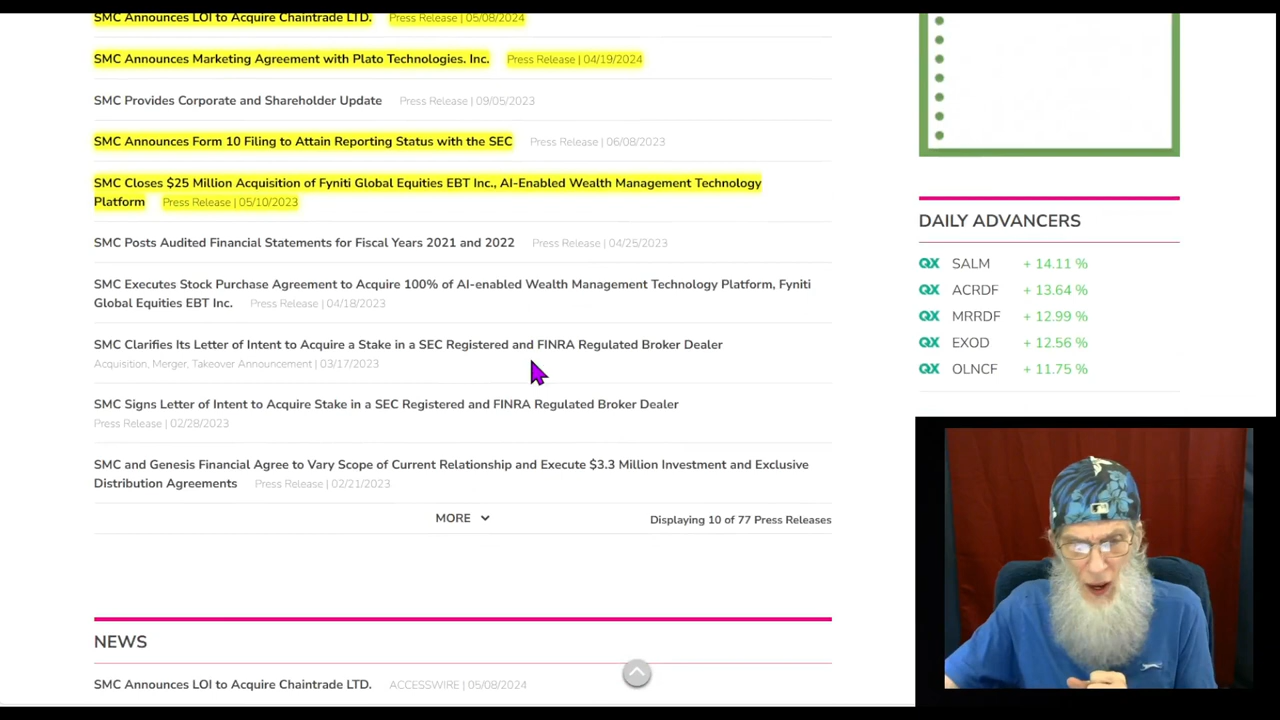 SMC Announces LOI to Acquire Chaintrade LTD. Press Release | 05/08/2024
SMC Announces Marketing Agreement with Plato Technologies. Inc. Press Release | 04/19/2024
SMC Provides Corporate and Shareholder Update Press Release | 09/05/2023
SMC Announces Form 10 Filing to Attain Reporting Status with the SEC Press Release | 06/08/2023
SMC Closes $25 Million Acquisition of Fyniti Global Equities EBT Inc., AI-Enabled Wealth Management Technology
Platform Press Release | 05/10/2023
SMC Posts Audited Financial Statements for Fiscal Years 2021 and 2022 Press Release | 04/25/2023
SMC Executes Stock Purchase Agreement to Acquire 100% of AI-enabled Wealth Management Technology Platform, Fyniti
Global Equities EBT Inc. Press Release | 04/18/2023
SMC Clarifies Its Letter of Intent to Acquire a Stake in a SEC Registered and FINRA Regulated Broker Dealer
Acquisition, Merger, Takeover Announcement | 03/17/2023
SMC Signs Letter of Intent to Acquire Stake in a SEC Registered and FINRA Regulated Broker Dealer
Press Release | 02/28/2023
SMC and Genesis Financial Agree to Vary Scope of Current Relationship and Execute $3.3 Million Investment and Exclusive
Distribution Agreements Press Release | 02/21/2023
MORE
Displaying 10 of 77 Press Releases
NEWS
SMC Announces LOI to Acquire Chaintrade LTD. ACCESSWIRE | 05/08/2024
DAILY ADVANCERS
QX SALM + 14.11 %
QX ACRDF + 13.64 %
QX MRRDF + 12.99 %
QX EXOD + 12.56 %
QX OLNCF + 11.75 %